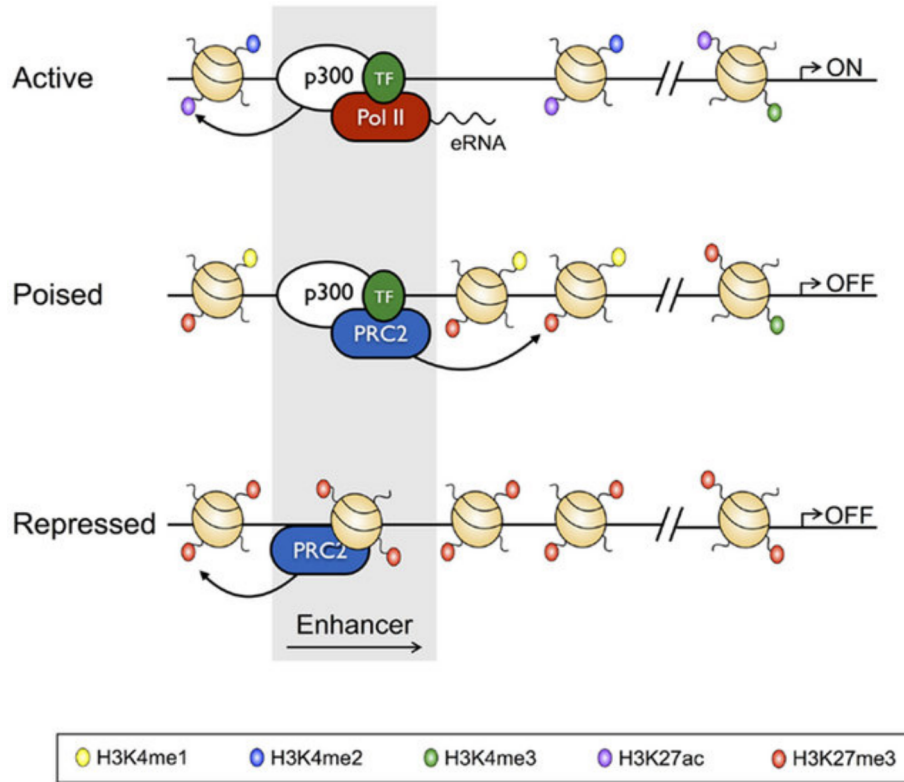 Active
p300
TF
Pol II
eRNA
ON
Poised
p300
TF
PRC2
OFF
Repressed
PRC2
OFF
Enhancer
H3K4me1 H3K4me2 H3K4me3 H3K27ac H3K27me3